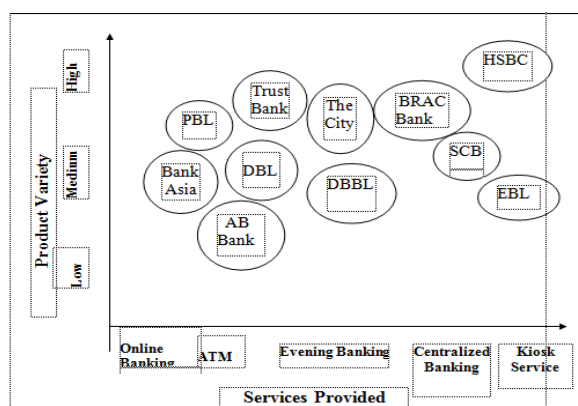 Product Variety
High
Medium
Low
HSBC
Trust
Bank
The
City
BRAC
Bank
PBL
SCB
Bank
Asia
DBL
DBBL
EBL
AB
Bank
Online
Banking
ATM
Evening Banking
Centralized
Banking
Kiosk
Service
Services Provided